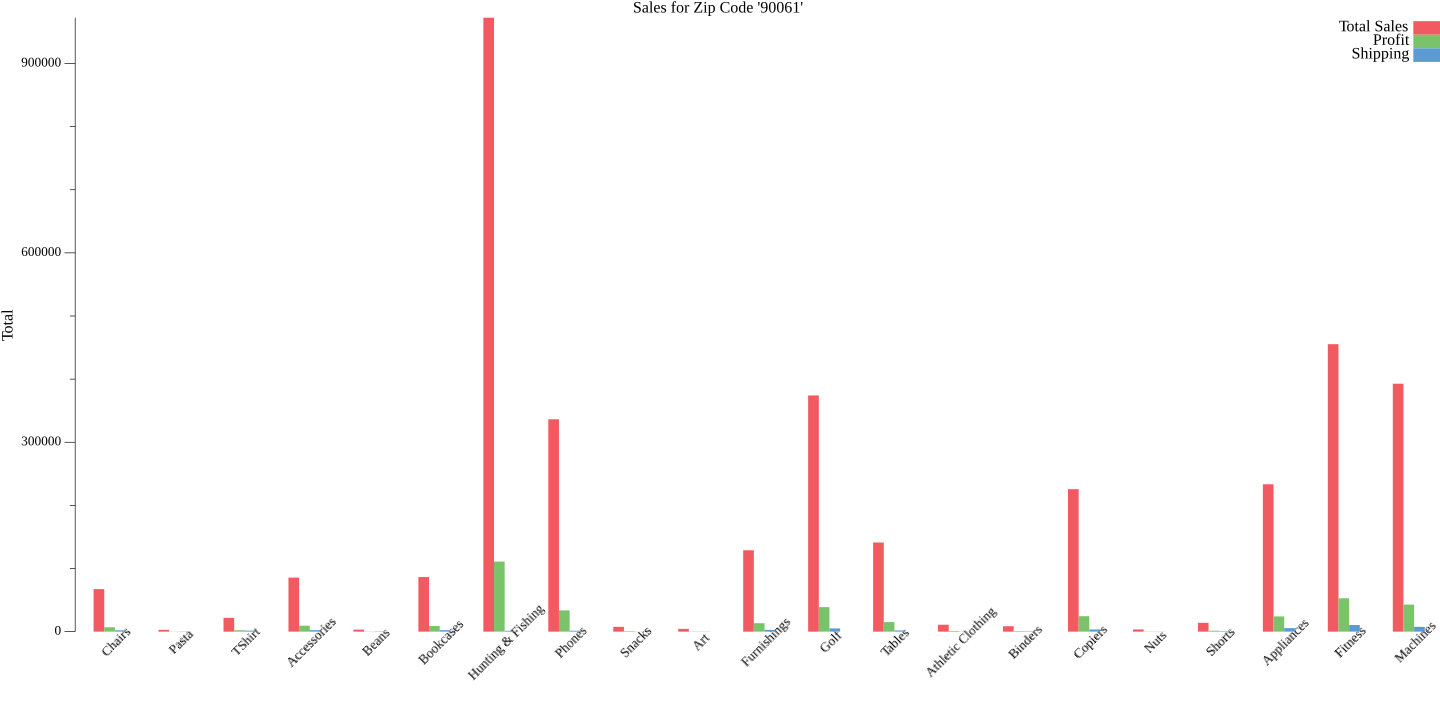 Sales for Zip Code '90061'
Total Sales
Profit
Shipping
Total
900000
600000
300000
0
Chairs
Pasta
TShirt
Accessories
Beans
Bookcases
Hunting & Fishing
Phones
Snacks
Art
Furnishings
Golf
Tables
Athletic Clothing
Binders
Copiers
Nuts
Shorts
Appliances
Fitness
Machines